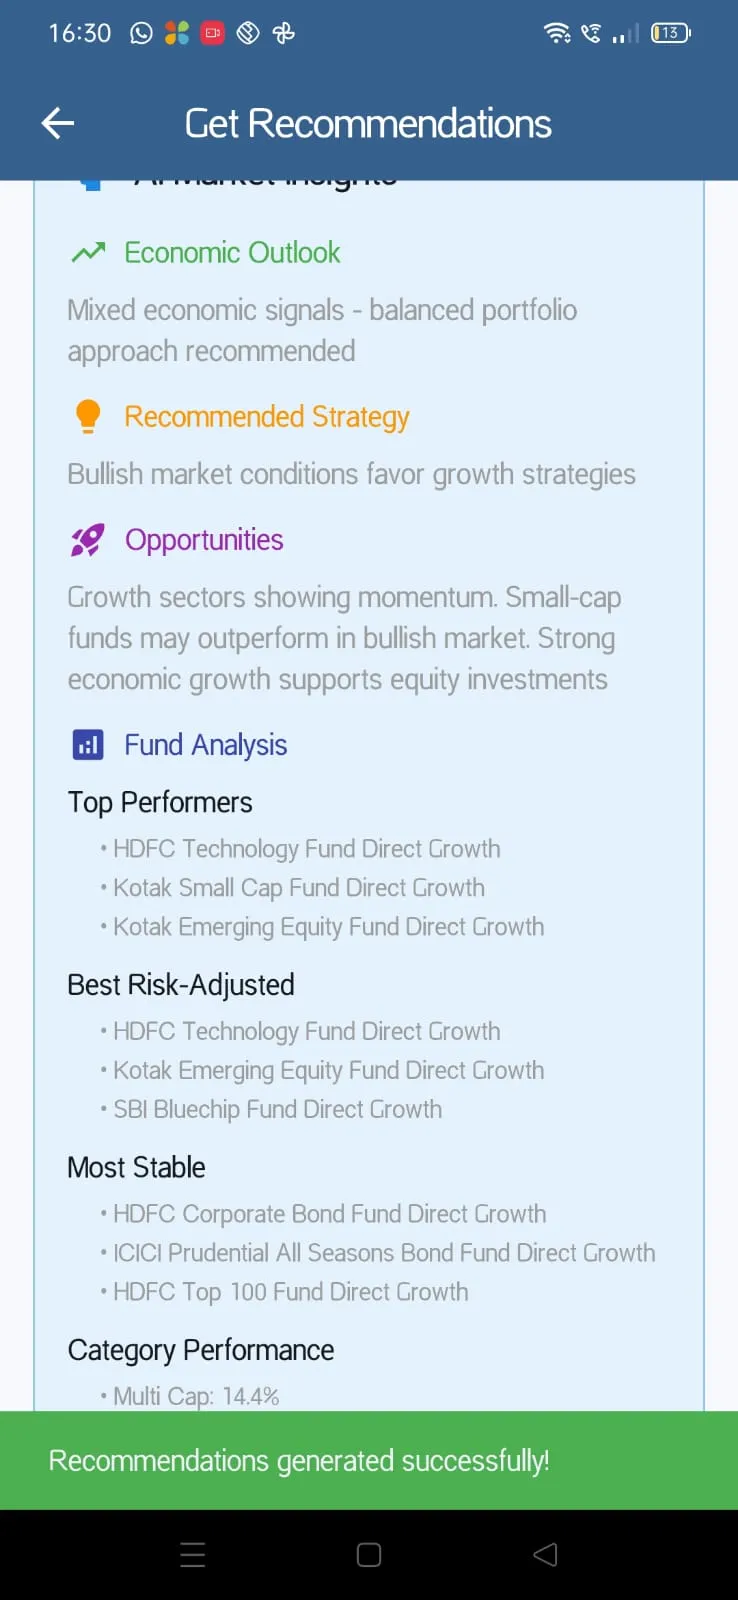 16:30
13
Get Recommendations
AI Market Insights
Economic Outlook
Mixed economic signals - balanced portfolio
approach recommended
Recommended Strategy
Bullish market conditions favor growth strategies
Opportunities
Growth sectors showing momentum. Small-cap
funds may outperform in bullish market. Strong
economic growth supports equity investments
Fund Analysis
Top Performers
• HDFC Technology Fund Direct Growth
• Kotak Small Cap Fund Direct Growth
• Kotak Emerging Equity Fund Direct Growth
Best Risk-Adjusted
• HDFC Technology Fund Direct Growth
• Kotak Emerging Equity Fund Direct Growth
• SBI Bluechip Fund Direct Growth
Most Stable
• HDFC Corporate Bond Fund Direct Growth
• ICICI Prudential All Seasons Bond Fund Direct Growth
• HDFC Top 100 Fund Direct Growth
Category Performance
• Multi Cap: 14.4%
Recommendations generated successfully!